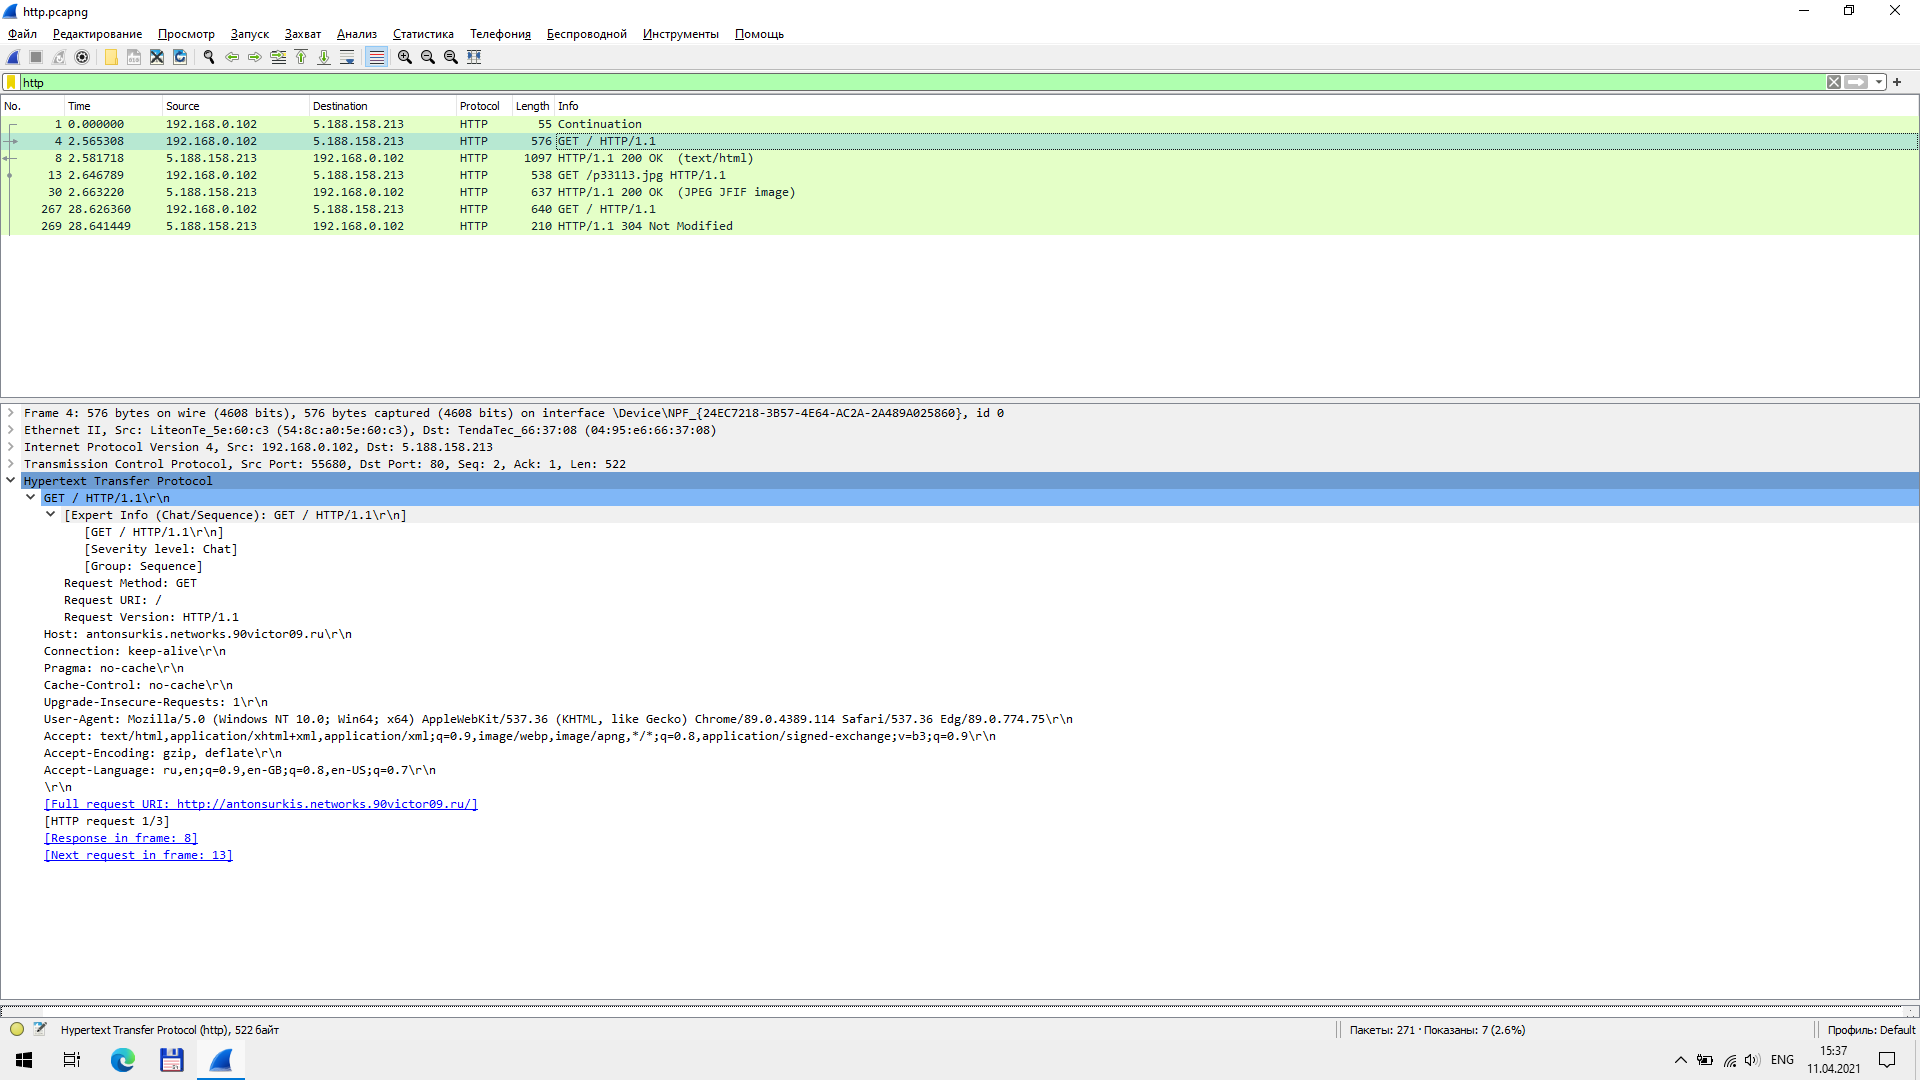 http.pcapng
Файл Редактирование Просмотр Запуск Захват Анализ Статистика Телефония Беспроводной Инструменты Помощь
http
No. Time Source Destination Protocol Length Info
1 0.000000 192.168.0.102 5.188.158.213 HTTP 55 Continuation
4 2.565308 192.168.0.102 5.188.158.213 HTTP 576 GET / HTTP/1.1
8 2.581718 5.188.158.213 192.168.0.102 HTTP 1097 HTTP/1.1 200 OK (text/html)
13 2.646789 192.168.0.102 5.188.158.213 HTTP 538 GET /p33113.jpg HTTP/1.1
30 2.663220 5.188.158.213 192.168.0.102 HTTP 637 HTTP/1.1 200 OK (JPEG JFIF image)
267 28.626360 192.168.0.102 5.188.158.213 HTTP 640 GET / HTTP/1.1
269 28.641449 5.188.158.213 192.168.0.102 HTTP 210 HTTP/1.1 304 Not Modified
Frame 4: 576 bytes on wire (4608 bits), 576 bytes captured (4608 bits) on interface \Device\NPF_{24EC7218-3B57-4E64-AC2A-2A489A025860}, id 0
Ethernet II, Src: LiteonTe_5e:60:c3 (54:8c:a0:5e:60:c3), Dst: TendaTec_66:37:08 (04:95:e6:66:37:08)
Internet Protocol Version 4, Src: 192.168.0.102, Dst: 5.188.158.213
Transmission Control Protocol, Src Port: 55680, Dst Port: 80, Seq: 2, Ack: 1, Len: 522
Hypertext Transfer Protocol
GET / HTTP/1.1\r\n
[Expert Info (Chat/Sequence): GET / HTTP/1.1\r\n]
[GET / HTTP/1.1\r\n]
[Severity level: Chat]
[Group: Sequence]
Request Method: GET
Request URI: /
Request Version: HTTP/1.1
Host: antonsurkis.networks.90victor09.ru\r\n
Connection: keep-alive\r\n
Pragma: no-cache\r\n
Cache-Control: no-cache\r\n
Upgrade-Insecure-Requests: 1\r\n
User-Agent: Mozilla/5.0 (Windows NT 10.0; Win64; x64) AppleWebKit/537.36 (KHTML, like Gecko) Chrome/89.0.4389.114 Safari/537.36 Edg/89.0.774.75\r\n
Accept: text/html,application/xhtml+xml,application/xml;q=0.9,image/webp,image/apng,*/*;q=0.8,application/signed-exchange;v=b3;q=0.9\r\n
Accept-Encoding: gzip, deflate\r\n
Accept-Language: ru,en;q=0.9,en-GB;q=0.8,en-US;q=0.7\r\n
\r\n
[Full request URI: http://antonsurkis.networks.90victor09.ru/]
[HTTP request 1/3]
[Response in frame: 8]
[Next request in frame: 13]
Hypertext Transfer Protocol (http), 522 байт
Пакеты: 271 · Показаны: 7 (2.6%)
Профиль: Default
ENG
15:37
11.04.2021